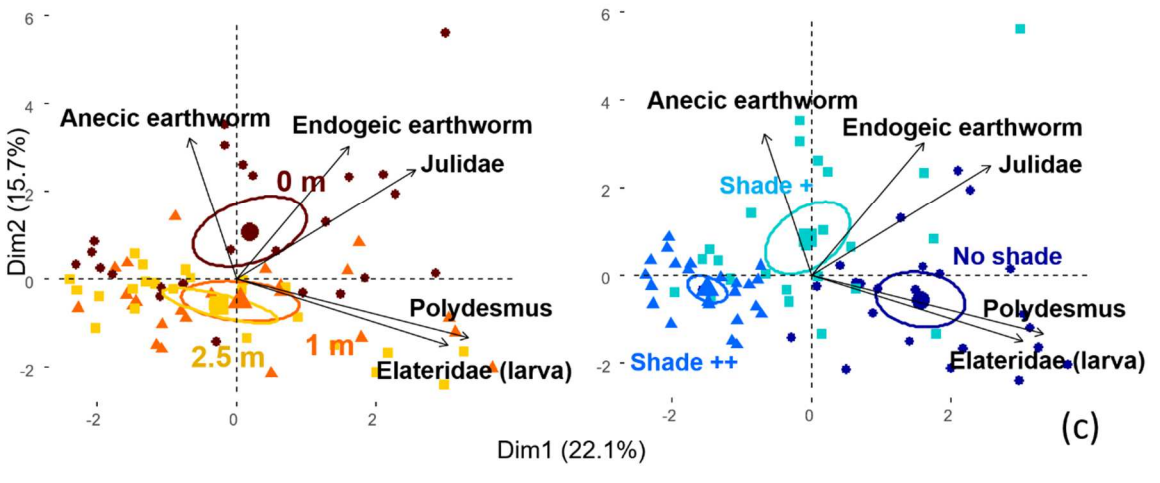 6
4
2
0
-2
Dim2 (15.7%)
Anecic earthworm
Endogeic earthworm
Julidae
0 m
Polydesmus
1 m
2.5 m
Elateridae (larva)
-2
0
2
6
4
2
0
-2
Anecic earthworm
Endogeic earthworm
Julidae
Shade +
No shade
Polydesmus
Shade ++
Elateridae (larva)
-2
0
2
(c)
Dim1 (22.1%)